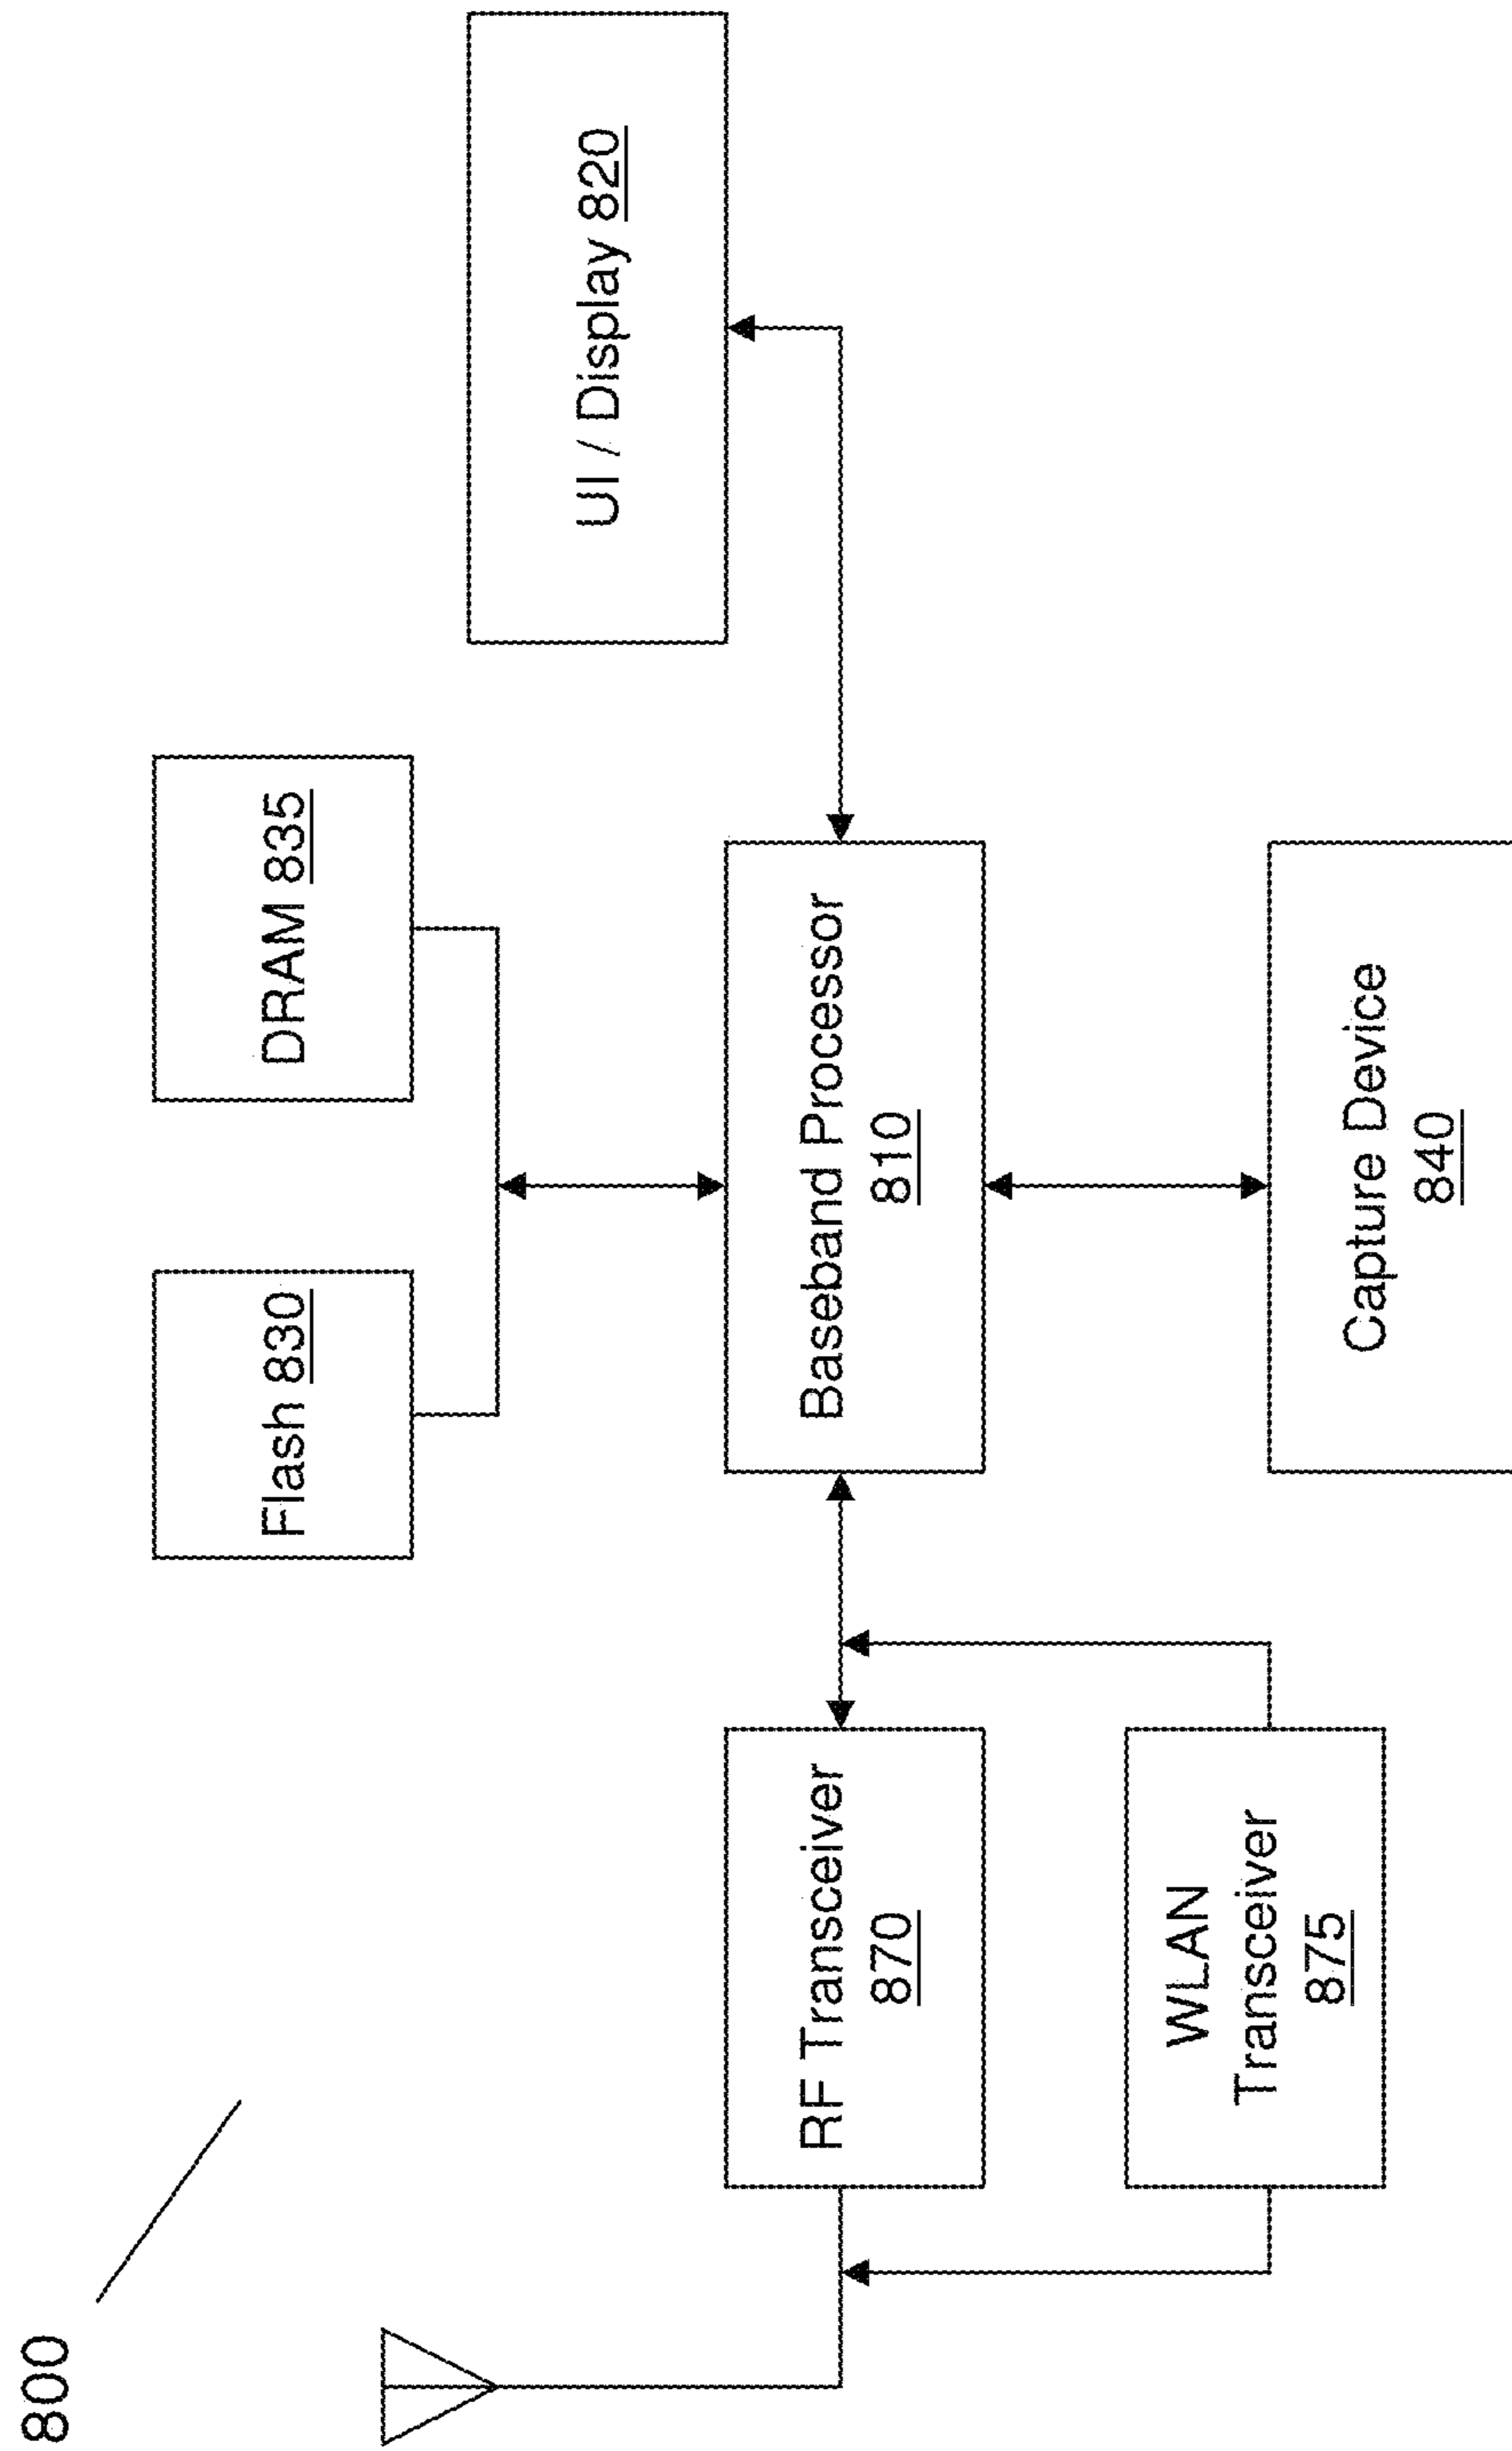 800
Flash 830
DRAM 835
UI / Display 820
RF Transceiver
870
Baseband Processor
810
WLAN
Transceiver
875
Capture Device
840